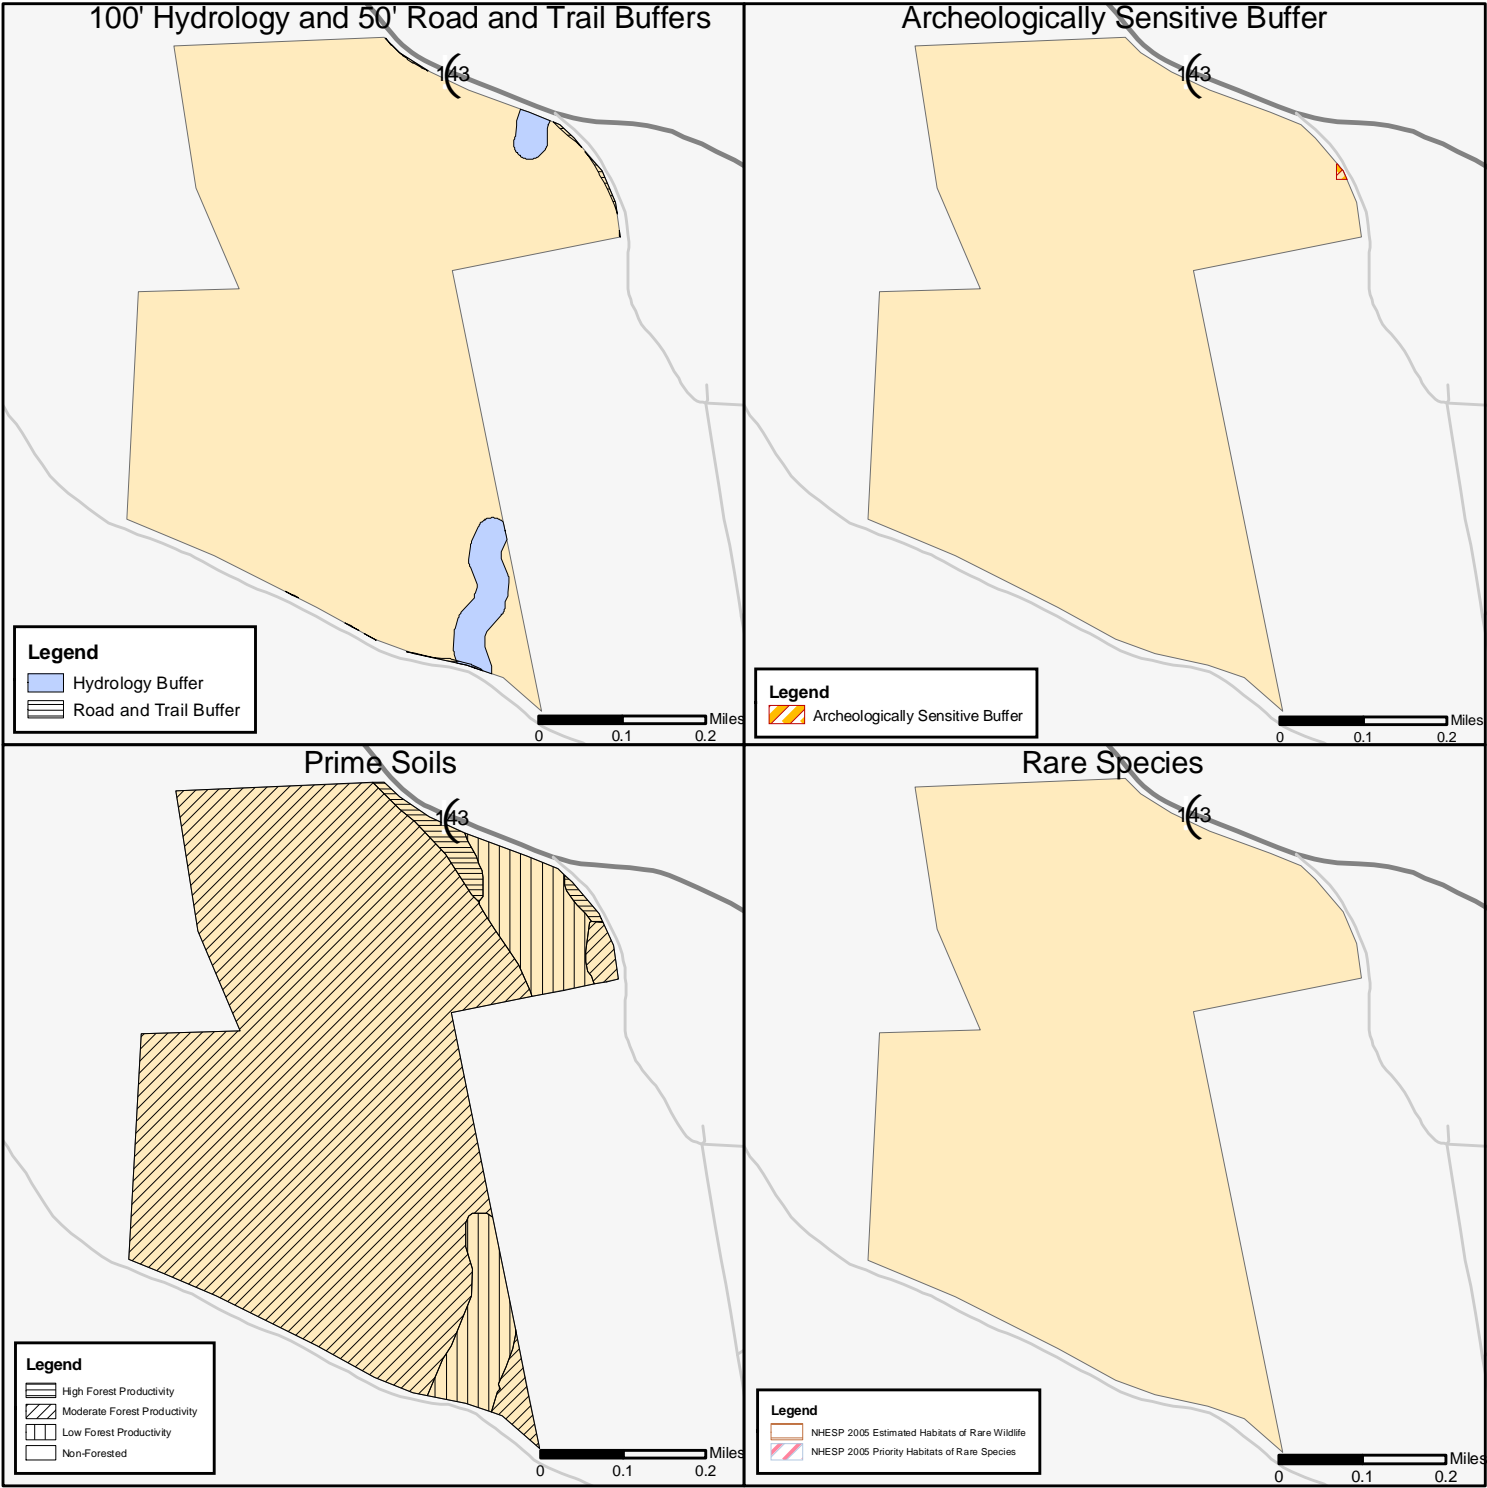 100' Hydrology and 50' Road and Trail Buffers
143
Legend
Hydrology Buffer
Road and Trail Buffer
Miles
0 0.1 0.2
Archeologically Sensitive Buffer
143
Legend
Archeologically Sensitive Buffer
Miles
0 0.1 0.2
Prime Soils
143
Legend
High Forest Productivity
Moderate Forest Productivity
Low Forest Productivity
Non-Forested
Miles
0 0.1 0.2
Rare Species
143
Legend
NHESP 2005 Estimated Habitats of Rare Wildlife
NHESP 2005 Priority Habitats of Rare Species
Miles
0 0.1 0.2